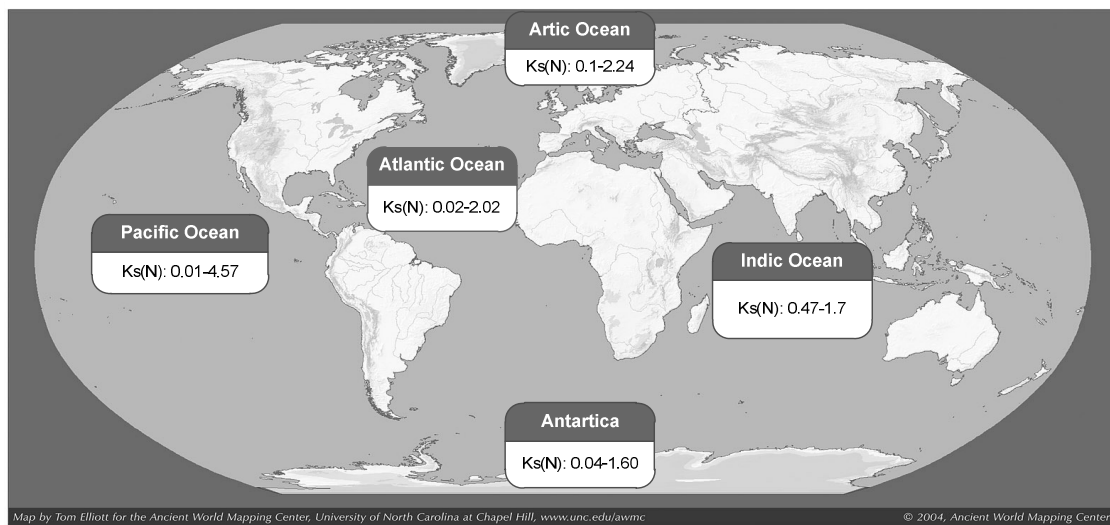 Artic Ocean
Ks(N): 0.1-2.24
Atlantic Ocean
Ks(N): 0.02-2.02
Pacific Ocean
Ks(N): 0.01-4.57
Indic Ocean
Ks(N): 0.47-1.7
Antartica
Ks(N): 0.04-1.60
Map by Tom Elliott for the Ancient World Mapping Center, University of North Carolina at Chapel Hill, www.unc.edu/awmc
© 2004, Ancient World Mapping Center